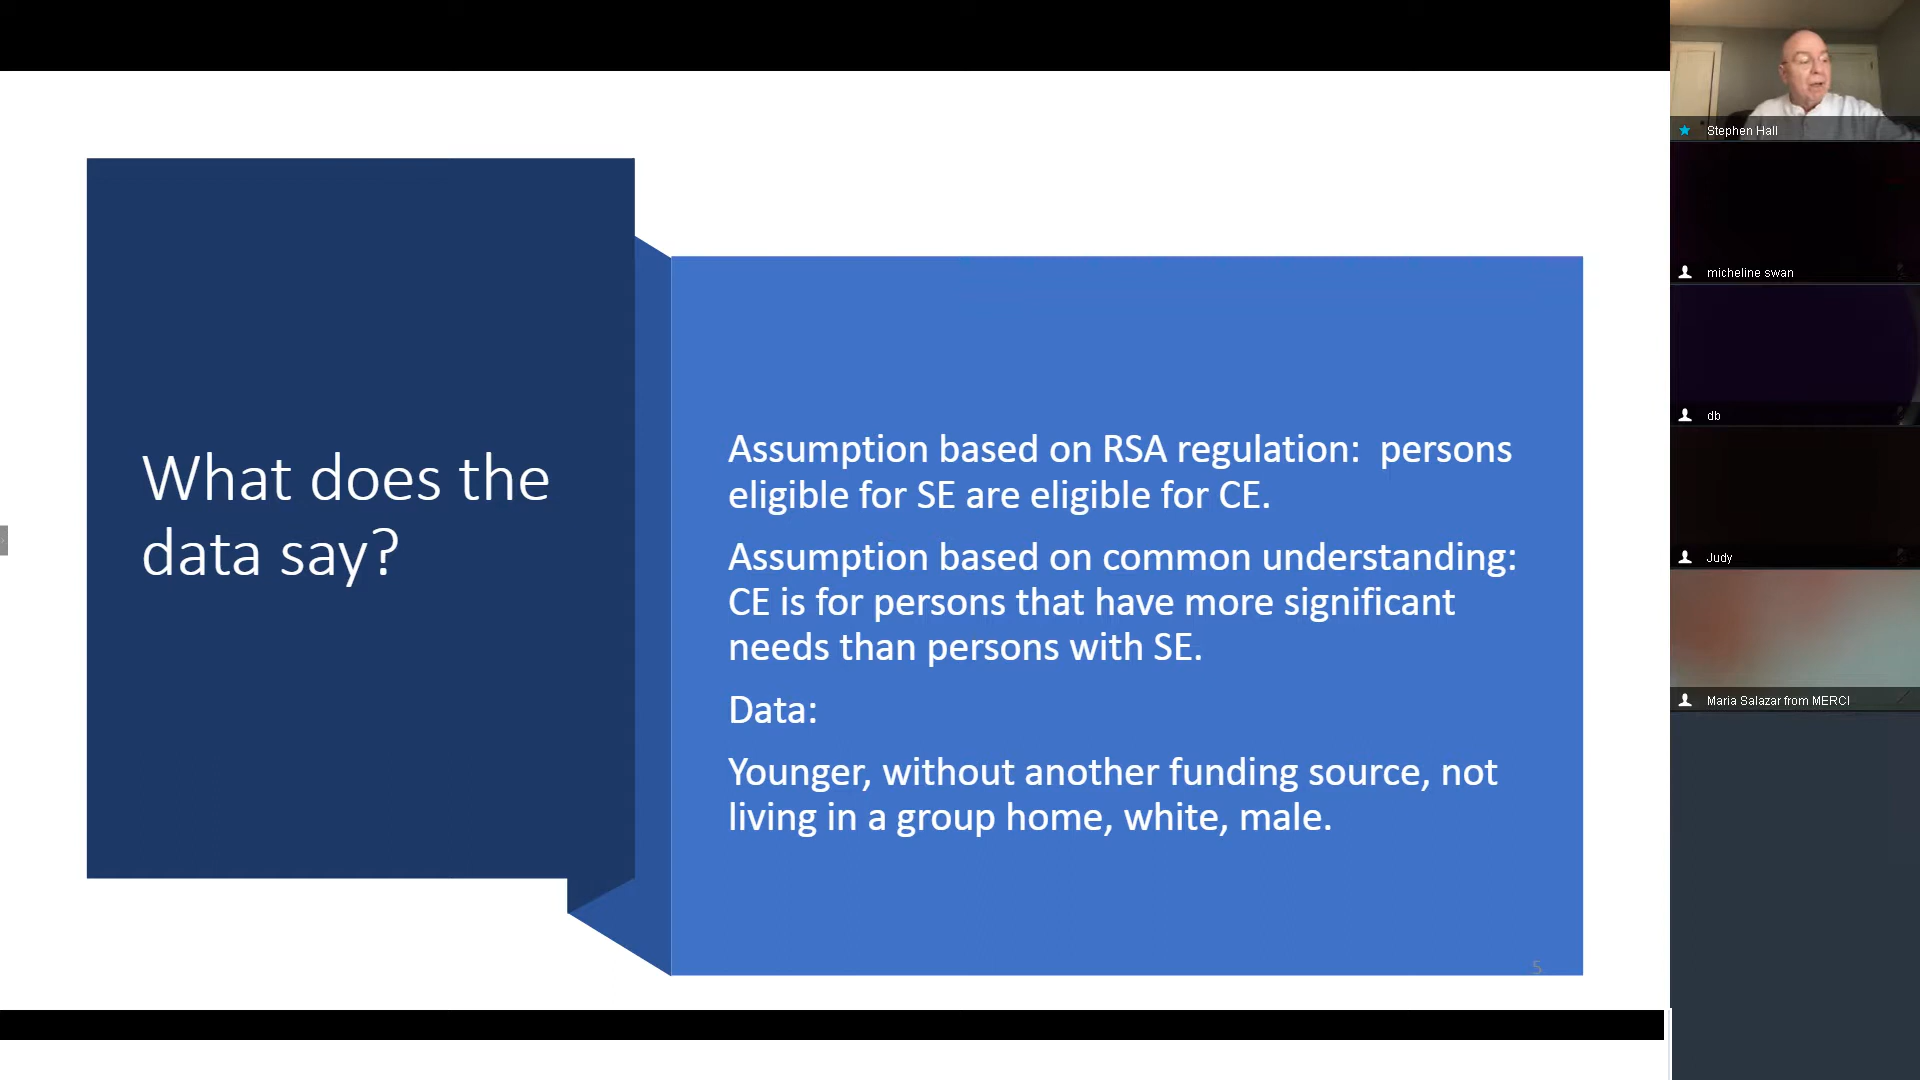 What does the
data say?
Assumption based on RSA regulation:  persons
eligible for SE are eligible for CE.
Assumption based on common understanding:
CE is for persons that have more significant
needs than persons with SE.
Data:
Younger, without another funding source, not
living in a group home, white, male.
5
Stephen Hall
micheline swan
db
Judy
Maria Salazar from MERCI